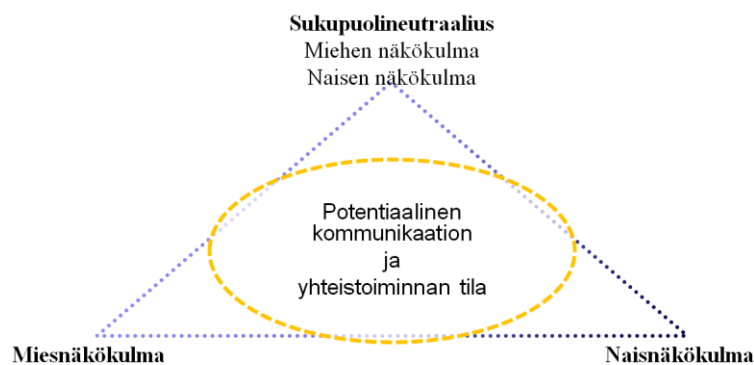 Sukupuolineutraalius
Miehen näkökulma
Naisen näkökulma
Potentiaalinen
kommunikaation
ja
yhteistoiminnan tila
Miesnäkökulma
Naisnäkökulma